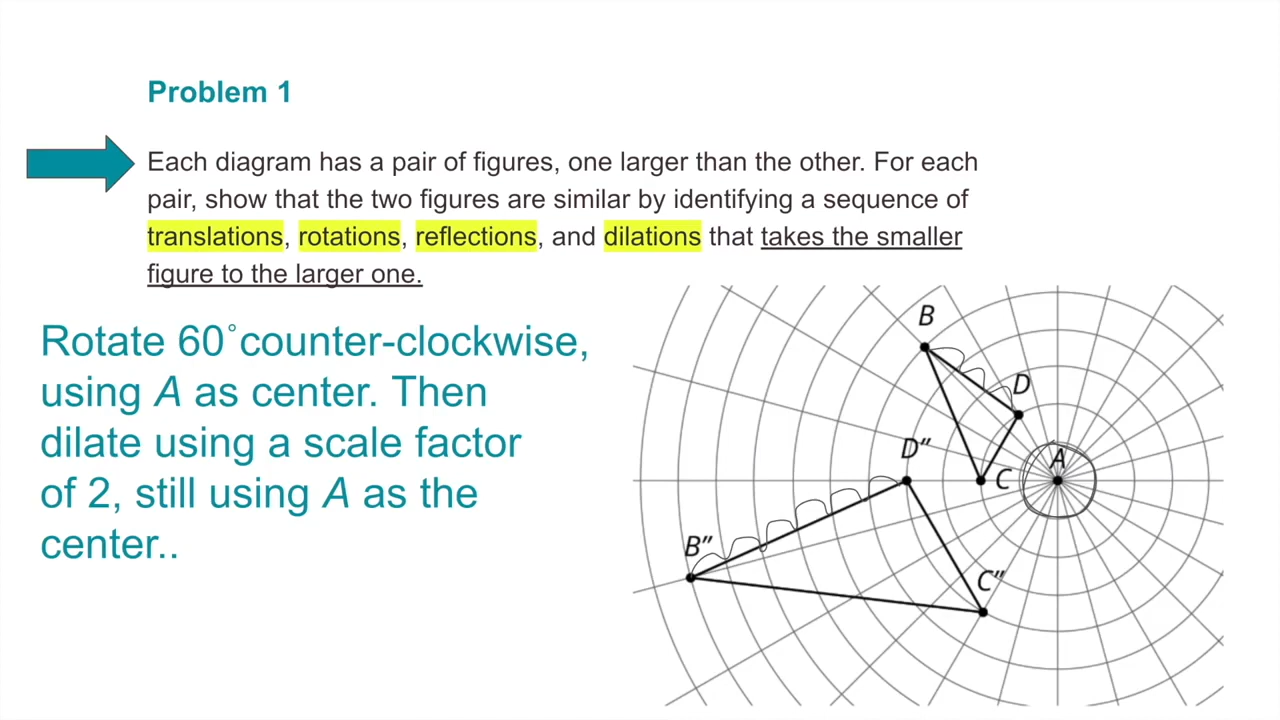 Problem 1
Each diagram has a pair of figures, one larger than the other. For each
pair, show that the two figures are similar by identifying a sequence of
translations, rotations, reflections, and dilations that takes the smaller
figure to the larger one.
Rotate 60°counter-clockwise,
using A as center. Then
dilate using a scale factor
of 2, still using A as the
center..
B
D
D"
A
C
B"
C"